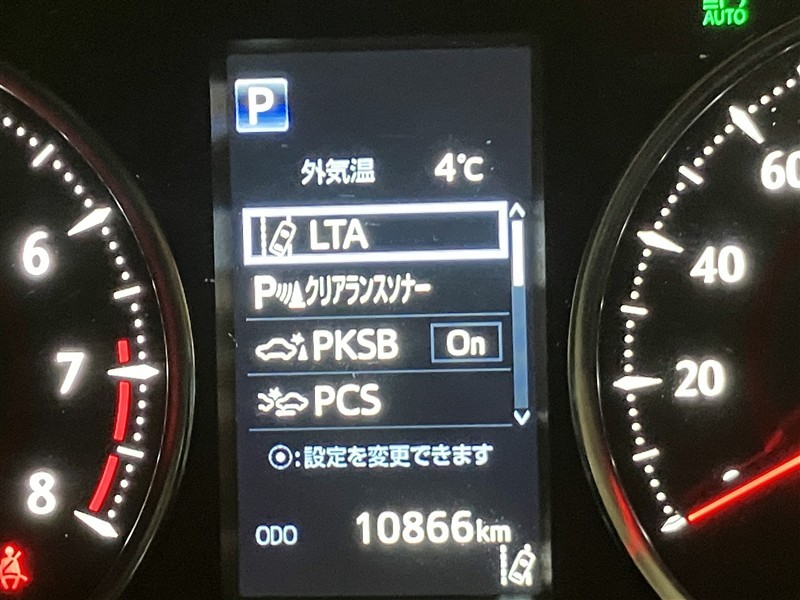 AUTO
P
外気温 4℃
LTA
クリアランスソナー
PKSB On
PCS
:設定を変更できます
ODO 10866km
6
7
8
60
40
20